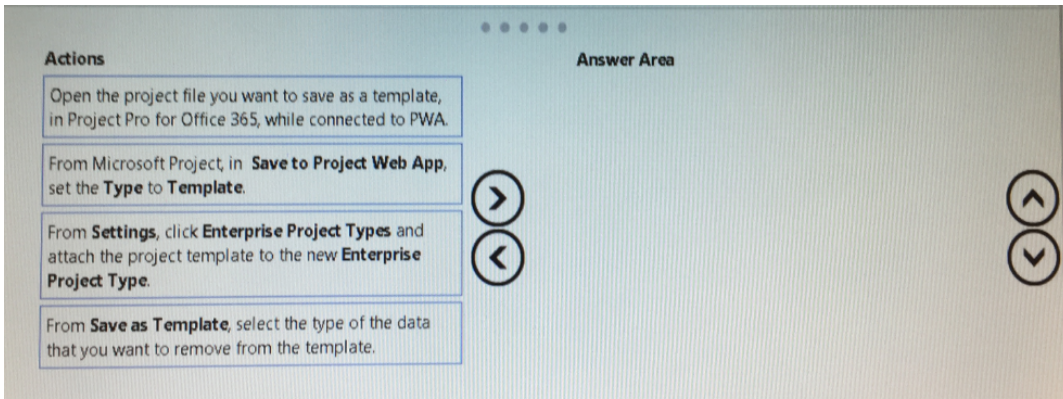 Actions
Answer Area
Open the project file you want to save as a template,
in Project Pro for Office 365, while connected to PWA.
From Microsoft Project, in Save to Project Web App,
set the Type to Template.
From Settings, click Enterprise Project Types and
attach the project template to the new Enterprise
Project Type.
From Save as Template, select the type of the data
that you want to remove from the template.